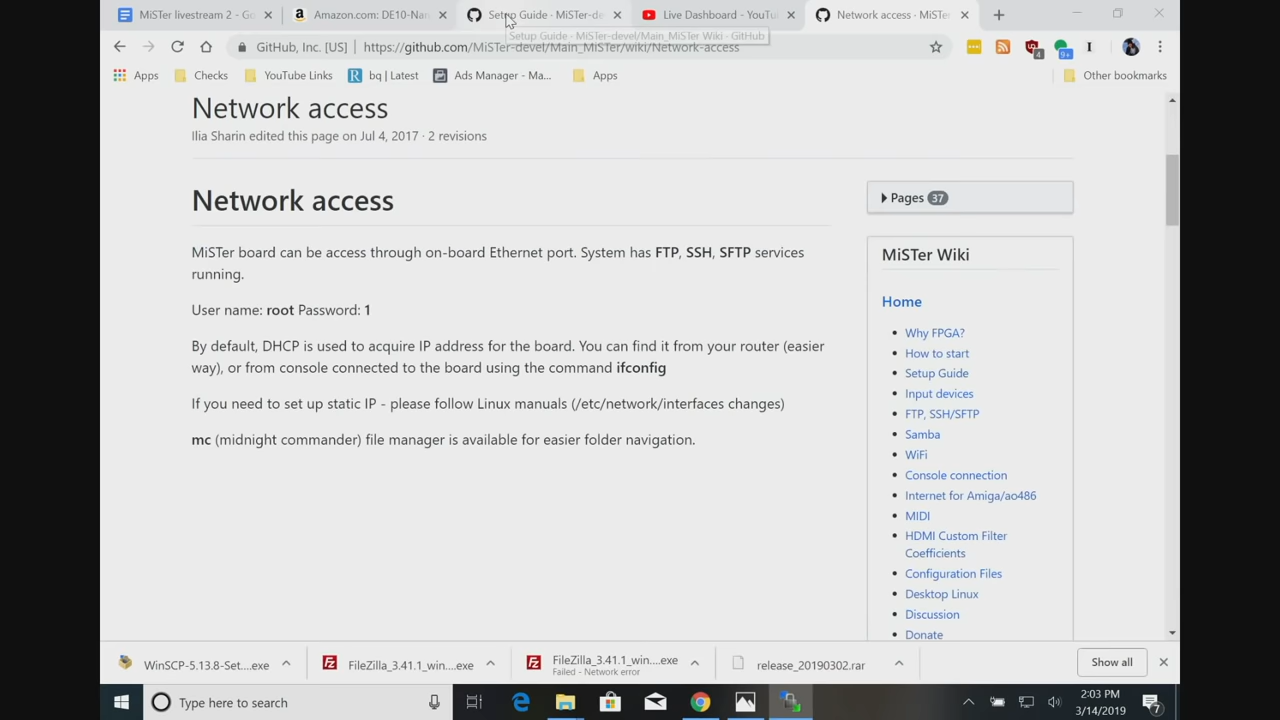 MiSTer livestream 2 - Go
Amazon.com: DE10-Nan
Setup Guide · MiSTer-de
Live Dashboard - YouTu
Network access · MiSTe
GitHub, Inc. [US]
https://github.com/MiSTer-devel/Main_MiSTer/wiki/Network-access
Setup Guide · MiSTer-devel/Main_MiSTer Wiki - GitHub
4
9+
Apps
Checks
YouTube Links
bq | Latest
Ads Manager - Ma...
Apps
Other bookmarks
Network access
Ilia Sharin edited this page on Jul 4, 2017 · 2 revisions
Network access
MiSTer board can be access through on-board Ethernet port. System has FTP, SSH, SFTP services
running.
User name: root Password: 1
By default, DHCP is used to acquire IP address for the board. You can find it from your router (easier
way), or from console connected to the board using the command ifconfig
If you need to set up static IP - please follow Linux manuals (/etc/network/interfaces changes)
mc (midnight commander) file manager is available for easier folder navigation.
Pages 37
MiSTer Wiki
Home
Why FPGA?
How to start
Setup Guide
Input devices
FTP, SSH/SFTP
Samba
WiFi
Console connection
Internet for Amiga/ao486
MIDI
HDMI Custom Filter
Coefficients
Configuration Files
Desktop Linux
Discussion
Donate
WinSCP-5.13.8-Set....exe
FileZilla_3.41.1_win....exe
FileZilla_3.41.1_win....exe
Failed - Network error
release_20190302.rar
Show all
Type here to search
2:03 PM
3/14/2019
7